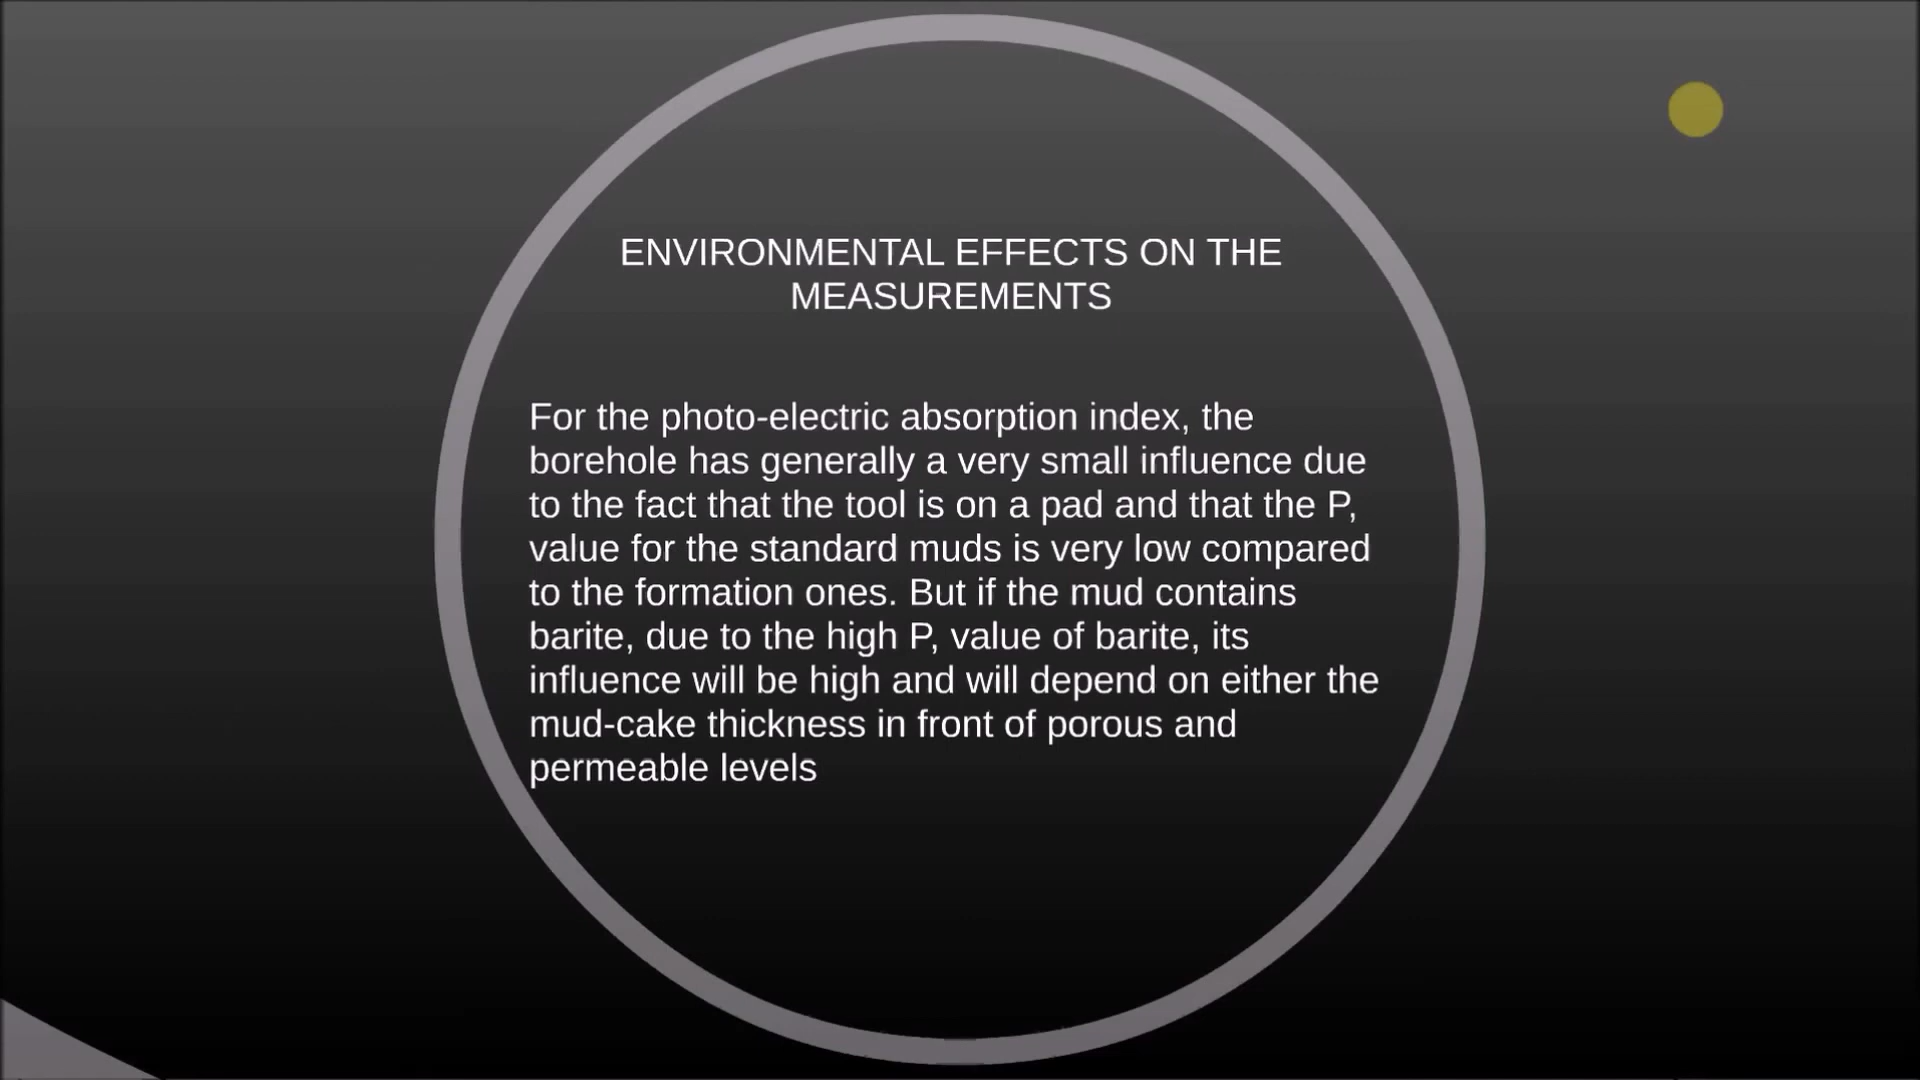 ENVIRONMENTAL EFFECTS ON THE
MEASUREMENTS
For the photo-electric absorption index, the
borehole has generally a very small influence due
to the fact that the tool is on a pad and that the P,
value for the standard muds is very low compared
to the formation ones. But if the mud contains
barite, due to the high P, value of barite, its
influence will be high and will depend on either the
mud-cake thickness in front of porous and
permeable levels